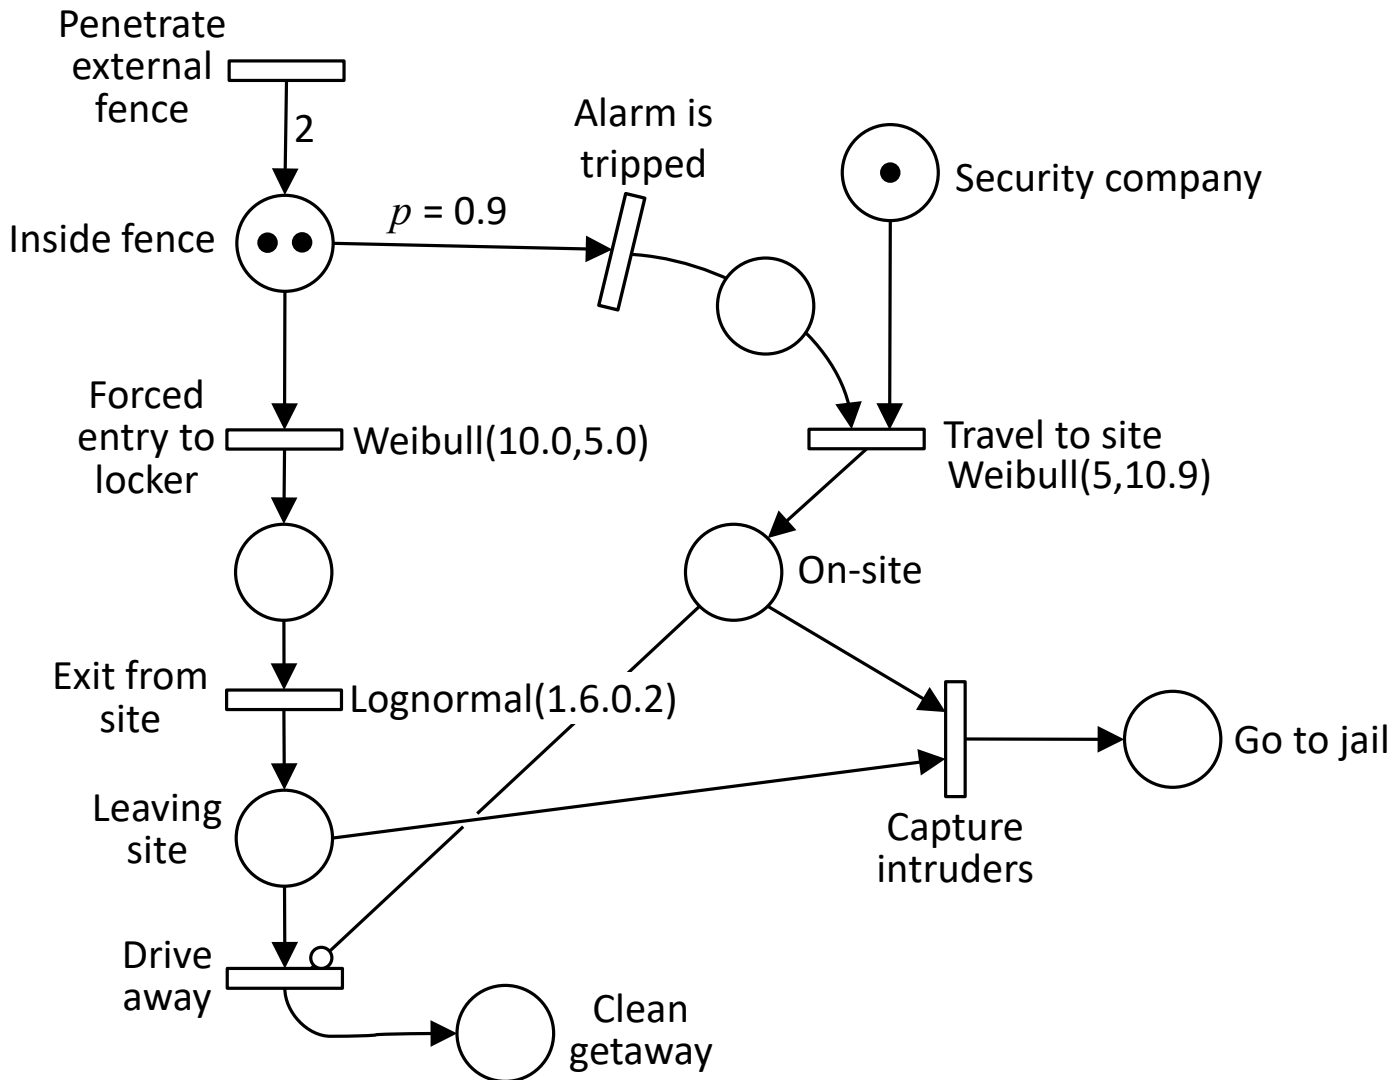 Penetrate
external
fence
2
Alarm is
tripped
Security company
p = 0.9
Inside fence
Forced
entry to
locker
Weibull(10.0,5.0)
Travel to site
Weibull(5,10.9)
On-site
Exit from
site
Lognormal(1.6.0.2)
Go to jail
Leaving
site
Capture
intruders
Drive
away
Clean
getaway